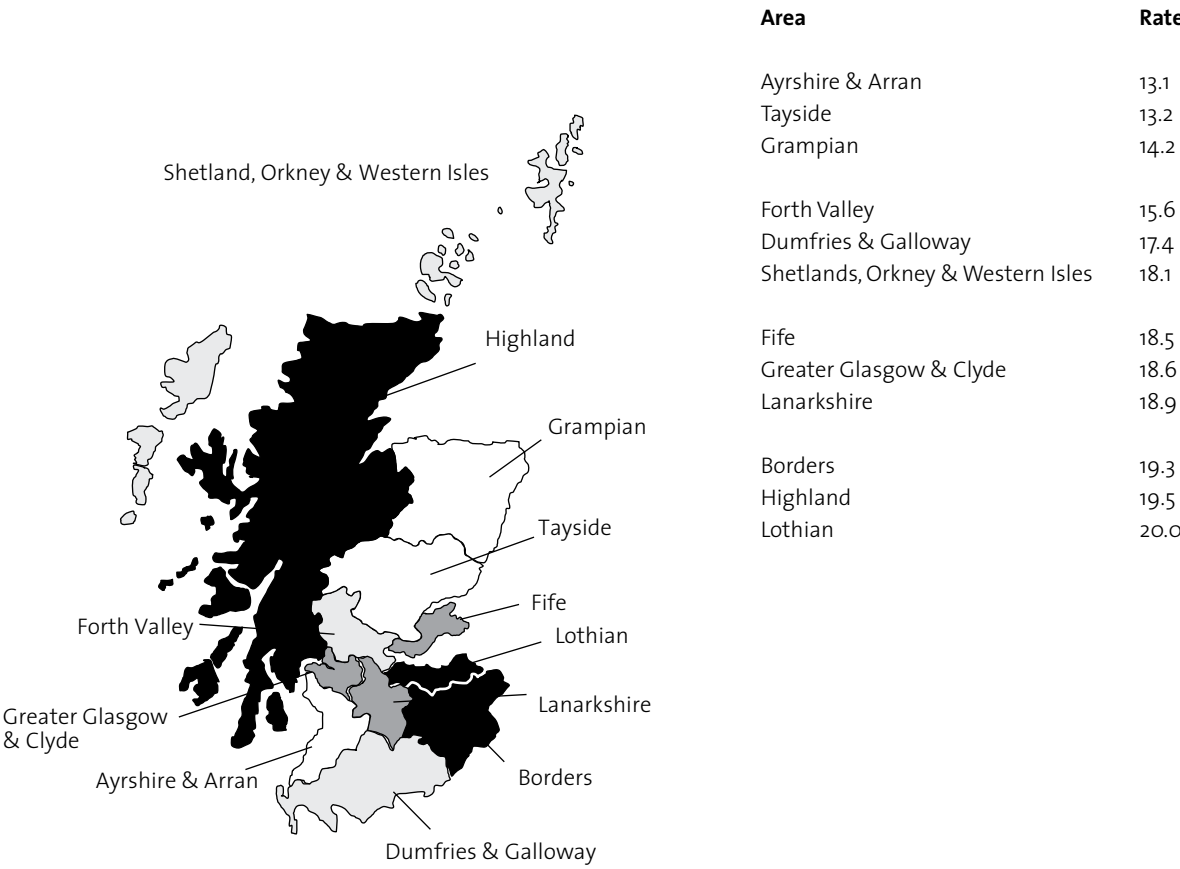 Shetland, Orkney & Western Isles
Highland
Grampian
Tayside
Fife
Forth Valley
Lothian
Lanarkshire
Greater Glasgow
& Clyde
Ayrshire & Arran
Borders
Dumfries & Galloway
Area Rate
Ayrshire & Arran 13.1
Tayside 13.2
Grampian 14.2
Forth Valley 15.6
Dumfries & Galloway 17.4
Shetlands, Orkney & Western Isles 18.1
Fife 18.5
Greater Glasgow & Clyde 18.6
Lanarkshire 18.9
Borders 19.3
Highland 19.5
Lothian 20.0